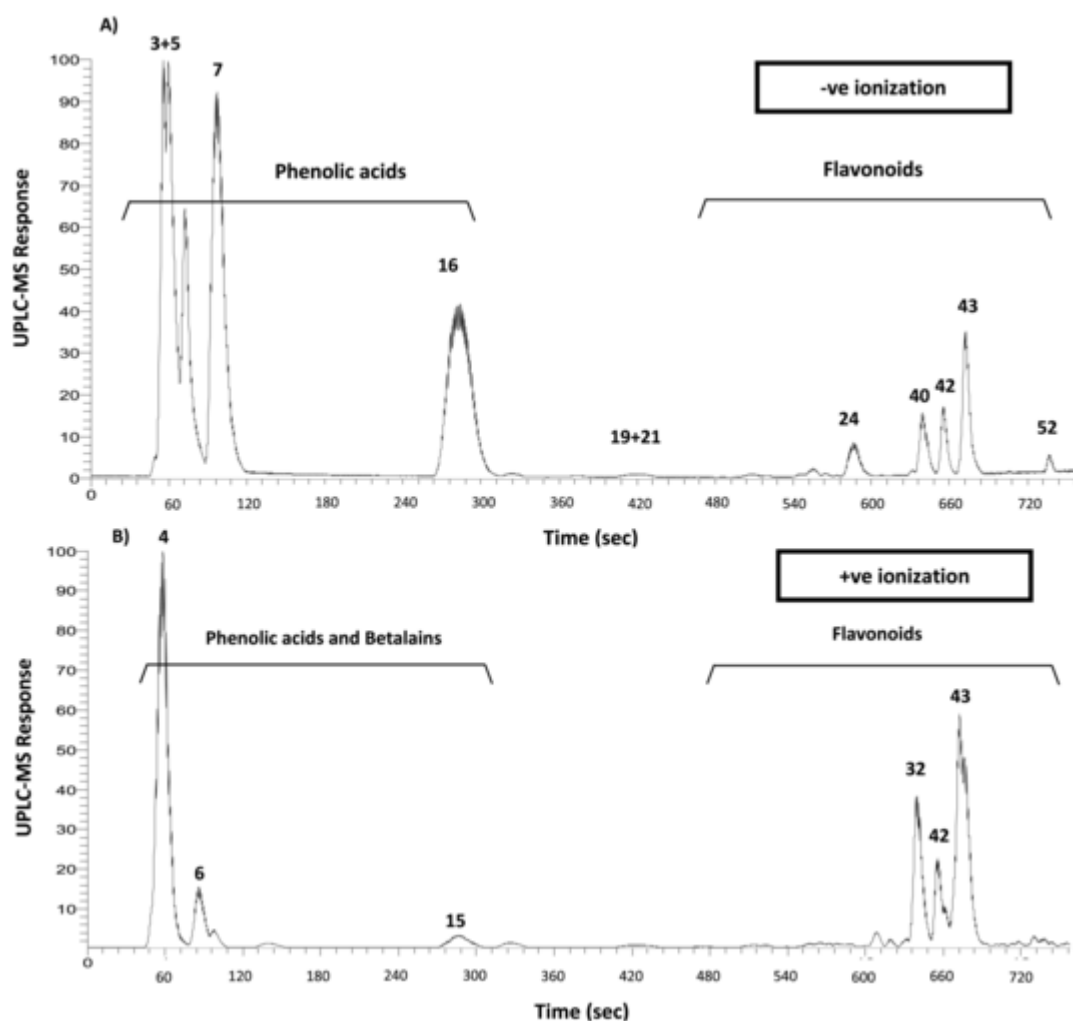 A)
3+5
7
-ve ionization
Phenolic acids
Flavonoids
16
43
40
42
24
19+21
52
UPLC-MS Response
100
90
80
70
60
50
40
30
20
10
0
0 60 120 180 240 300 360 420 480 540 600 660 720
Time (sec)
B)
4
+ve ionization
Phenolic acids and Betalains
Flavonoids
43
32
42
6
15
UPLC-MS Response
100
90
80
70
60
50
40
30
20
10
0
0 60 120 180 240 300 360 420 480 540 600 660 720
Time (sec)